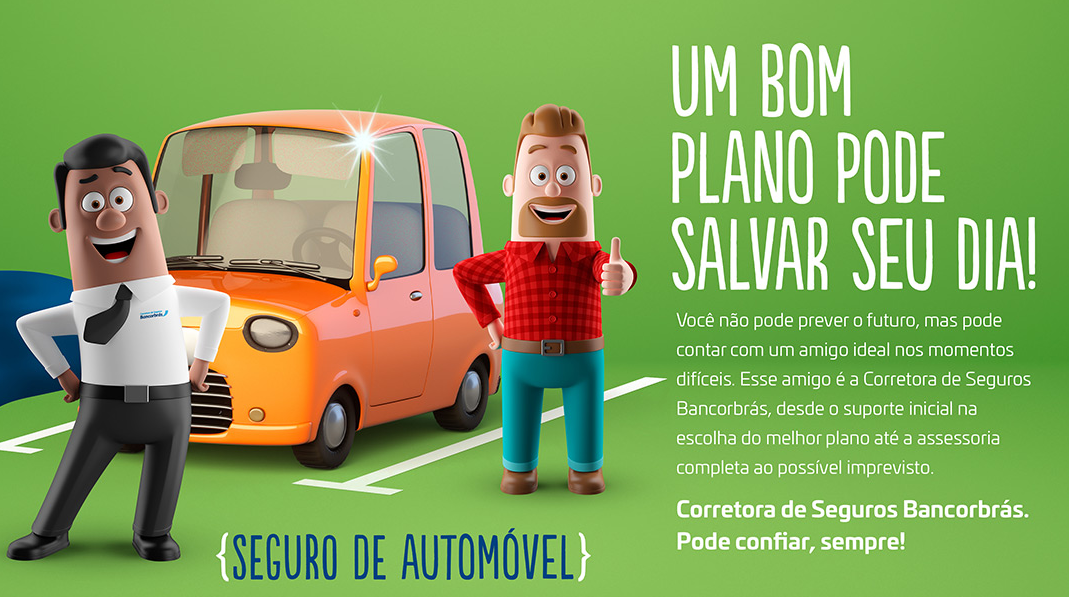 UM BOM
PLANO PODE
SALVAR SEU DIA!
Você não pode prever o futuro, mas pode
contar com um amigo ideal nos momentos
difíceis. Esse amigo é a Corretora de Seguros
Bancorbrás, desde o suporte inicial na
escolha do melhor plano até a assessoria
completa ao possível imprevisto.
Corretora de Seguros Bancorbrás.
Pode confiar, sempre!
Bancorbrás
{SEGURO DE AUTOMÓVEL}